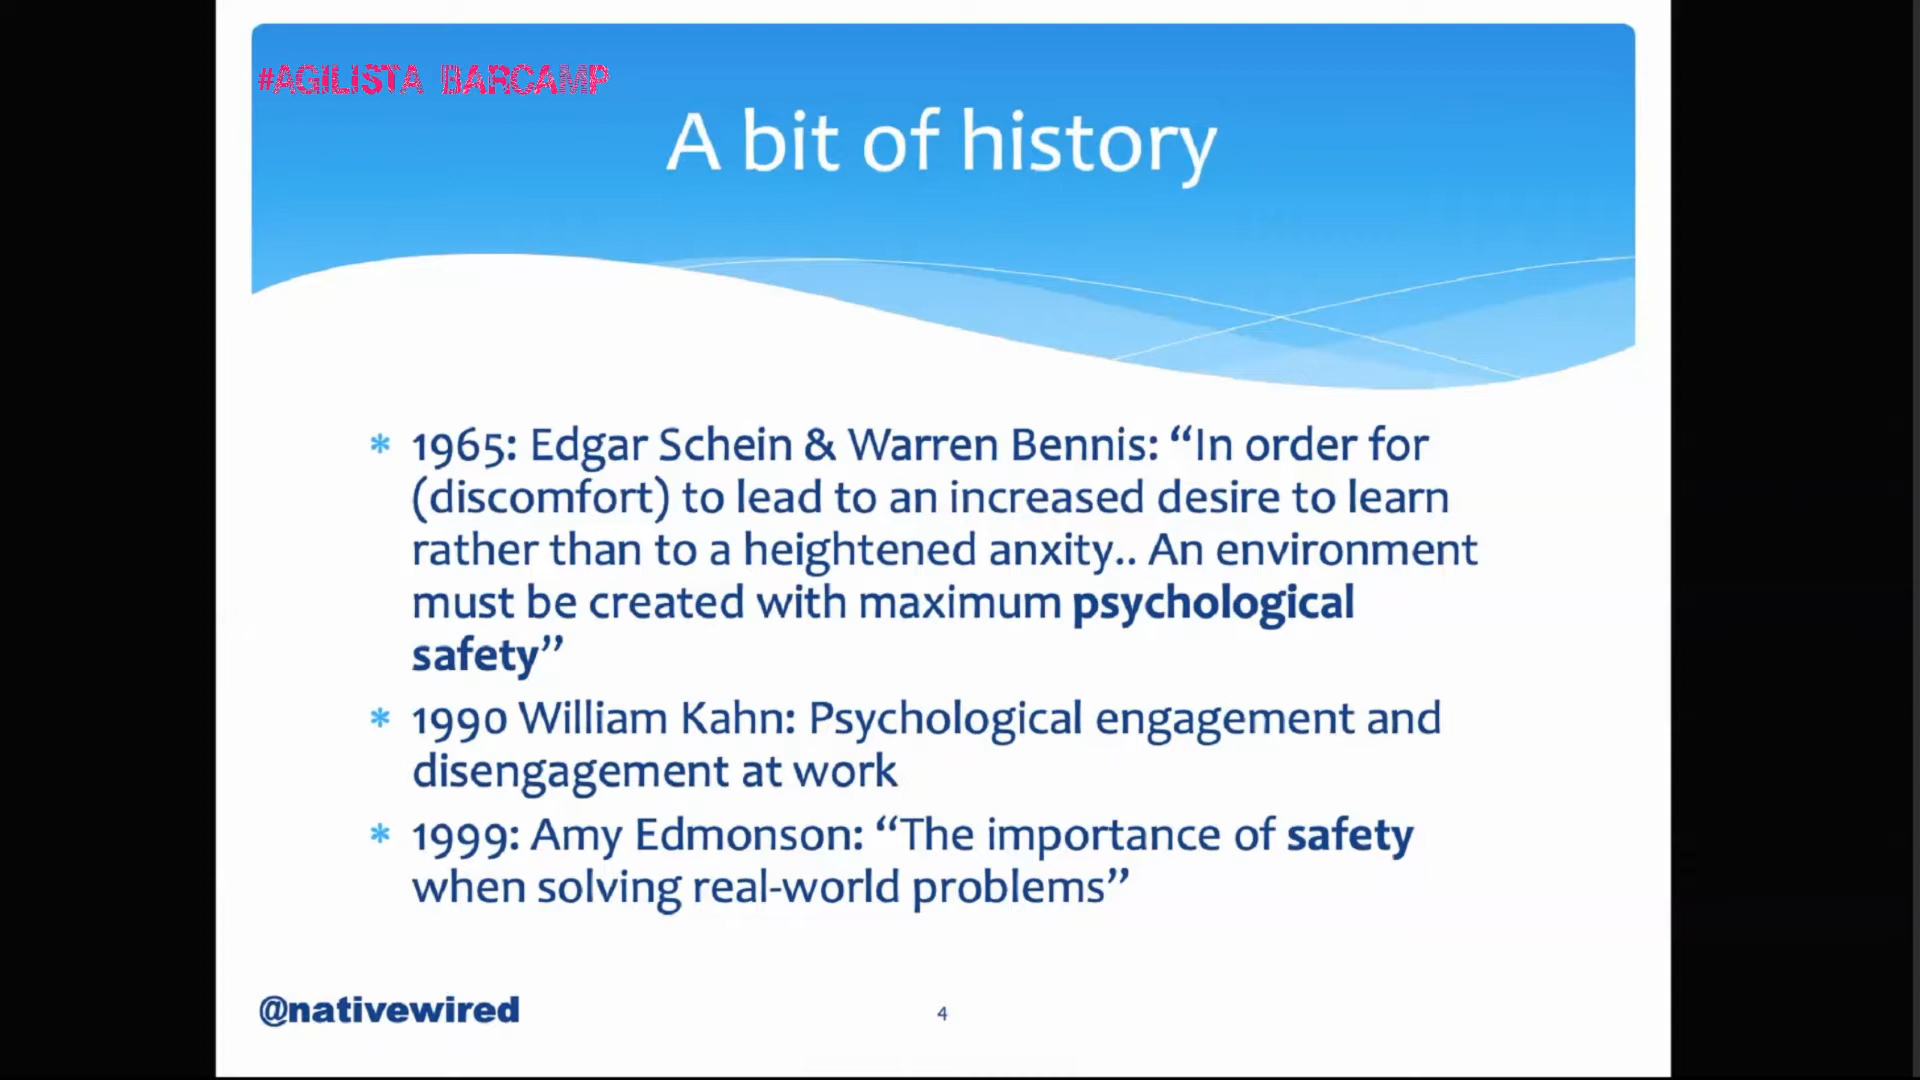 #AGILISTA BARCAMP
A bit of history
* 1965: Edgar Schein & Warren Bennis: “In order for
(discomfort) to lead to an increased desire to learn
rather than to a heightened anxity.. An environment
must be created with maximum psychological
safety”
* 1990 William Kahn: Psychological engagement and
disengagement at work
* 1999: Amy Edmonson: “The importance of safety
when solving real-world problems”
@nativewired
4